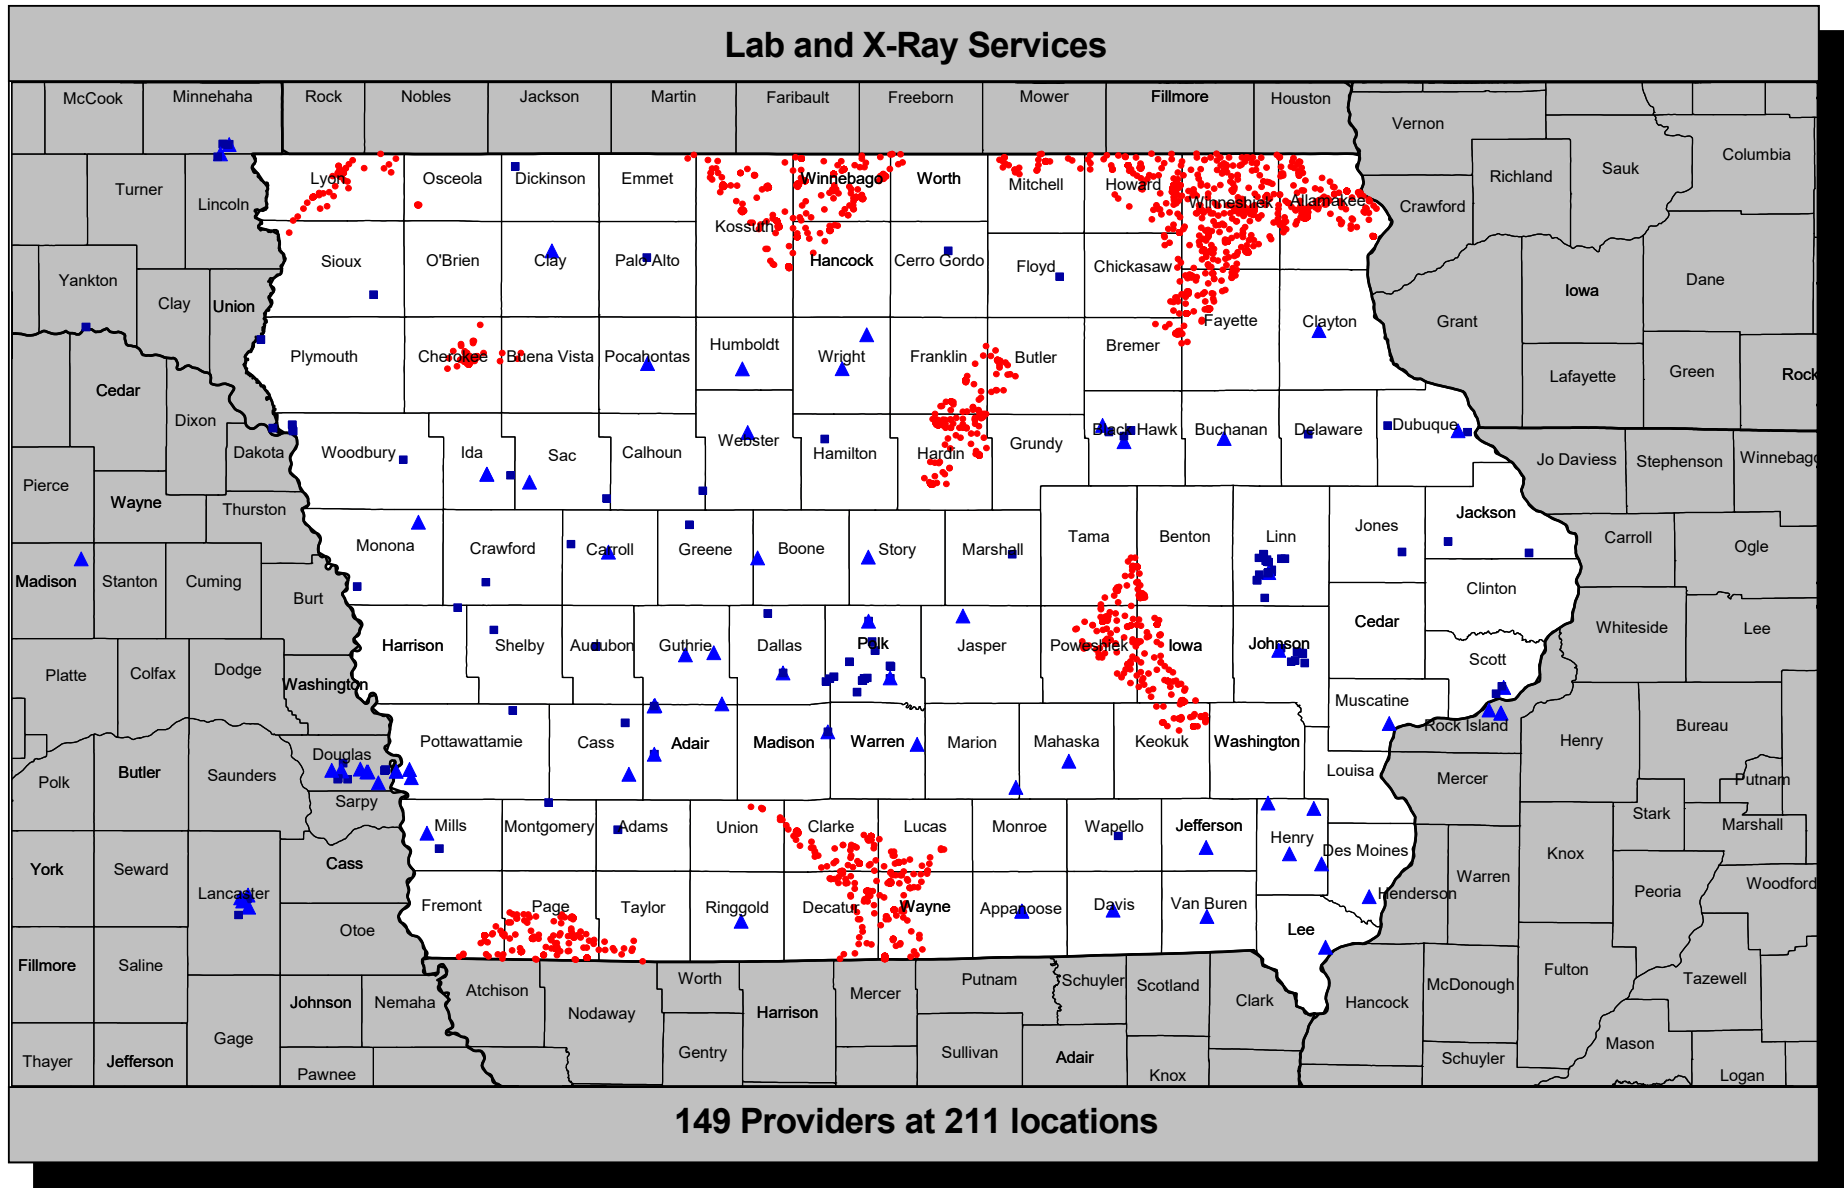 Lab and X-Ray Services
McCook Minnehaha Rock Nobles Jackson Martin Faribault Freeborn Mower Fillmore Houston
Vernon
Columbia
Sauk
Richland
Turner Lyon Osceola Dickinson Emmet Winnebago Worth Mitchell Howard
Lincoln Winneshiek Allamakee Crawford
Kossuth
Yankton Sioux O'Brien Clay Palo Alto Hancock Cerro Gordo Floyd Chickasaw Dane
Clay Union Iowa
Fayette Clayton Grant
Plymouth Cherokee Buena Vista Pocahontas Humboldt Wright Franklin Butler Bremer
Cedar Lafayette Green Rock
Dixon
Dakota Woodbury Ida Sac Calhoun Webster Hamilton Hardin Grundy Black Hawk Buchanan Delaware Dubuque
Pierce Jo Daviess Stephenson Winnebago
Wayne
Thurston Jackson
Monona Crawford Carroll Greene Boone Story Marshall Tama Benton Linn Jones Carroll Ogle
Madison Stanton Cuming
Burt Clinton
Harrison Shelby Audubon Guthrie Dallas Polk Jasper Poweshiek Iowa Johnson Cedar Whiteside Lee
Platte Colfax Dodge Scott
Washington Muscatine
Rock Island Bureau
Pottawattamie Cass Adair Madison Warren Marion Mahaska Keokuk Washington Henry
Douglas
Polk Butler Saunders Louisa Mercer Putnam
Sarpy Stark
Mills Montgomery Adams Union Clarke Lucas Monroe Wapello Jefferson Henry Marshall
Des Moines Knox
York Seward Cass Warren Woodford
Lancaster Henderson Peoria
Fremont Page Taylor Ringgold Decatur Wayne Appanoose Davis Van Buren
Otoe Lee
Fillmore Saline Fulton
Atchison Worth Mercer Putnam Schuyler Scotland Tazewell
Johnson Nemaha Nodaway Harrison Clark Hancock McDonough
Gage
Thayer Jefferson Gentry Sullivan Adair Schuyler Mason
Pawnee Knox Logan
149 Providers at 211 locations